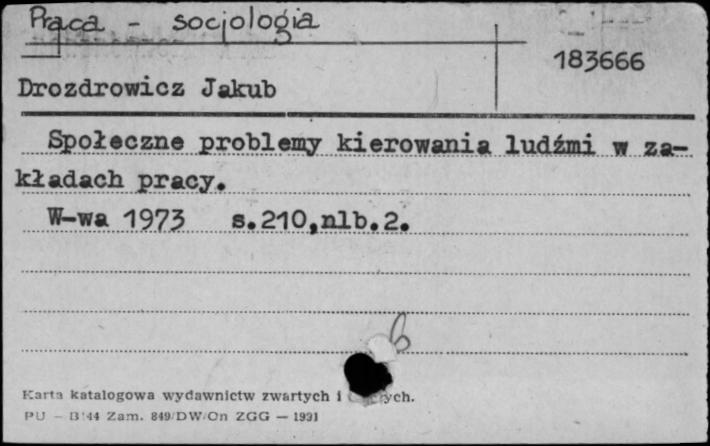 Praca - socjologia
183666
Drozdrowicz Jakub
Społeczne problemy kierowania ludźmi w za-
kładach pracy.
W-wa 1973 s.210,nlb.2.
b
Karta katalogowa wydawnictw zwartych i
PU - B/44 Zam. 849/DW/On ZGG — 1991